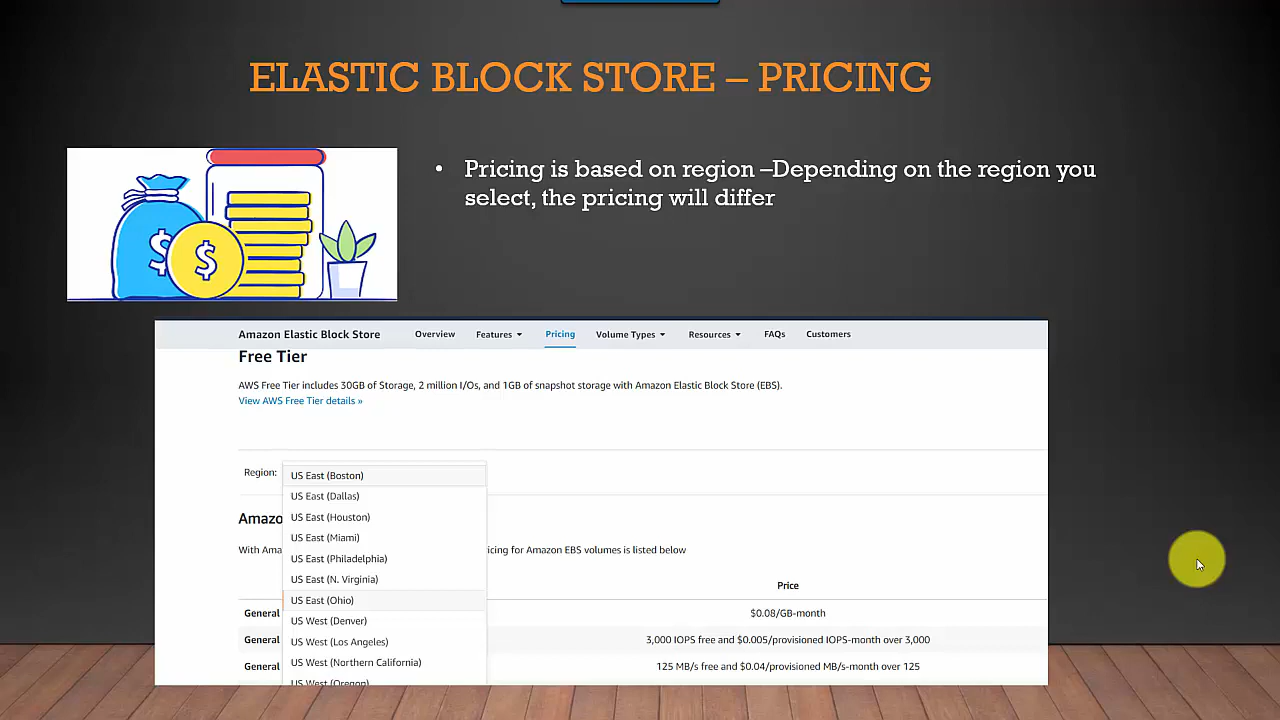 ELASTIC BLOCK STORE – PRICING
$ $
• Pricing is based on region –Depending on the region you
select, the pricing will differ
Amazon Elastic Block Store Overview Features Pricing Volume Types Resources FAQs Customers
Free Tier
AWS Free Tier includes 30GB of Storage, 2 million I/Os, and 1GB of snapshot storage with Amazon Elastic Block Store (EBS).
View AWS Free Tier details »
Region: US East (Boston)
US East (Dallas)
US East (Houston)
Amazo
US East (Miami)
With Ama icing for Amazon EBS volumes is listed below
US East (Philadelphia)
US East (N. Virginia)
Price
US East (Ohio)
General $0.08/GB-month
US West (Denver)
General US West (Los Angeles) 3,000 IOPS free and $0.005/provisioned IOPS-month over 3,000
General US West (Northern California) 125 MB/s free and $0.04/provisioned MB/s-month over 125
US West (Oregon)